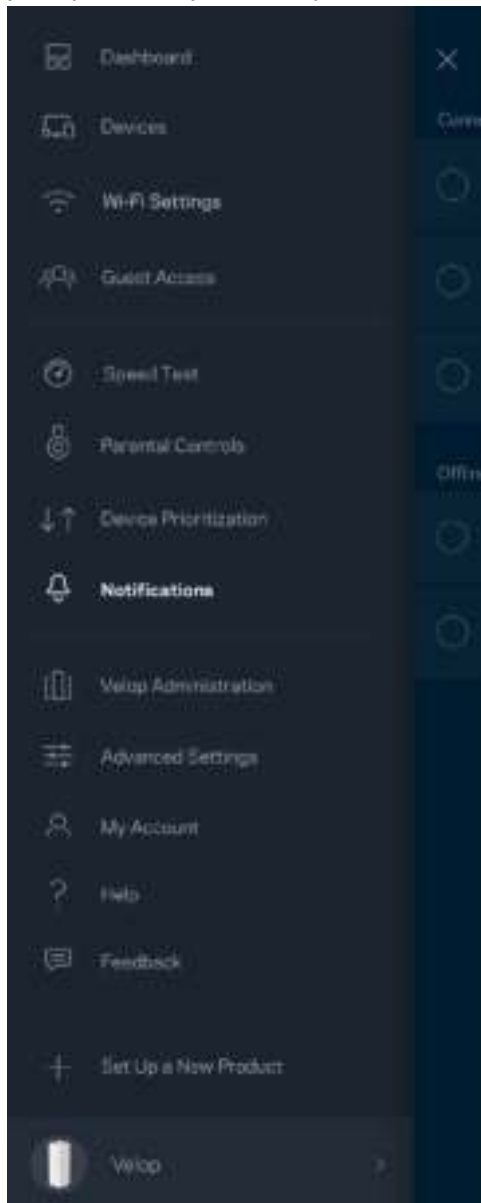 Dashboard
Devices
Wi-Fi Settings
Guest Access
Speed Test
Parental Controls
Device Prioritization
Notifications
Velop Administration
Advanced Settings
My Account
Help
Feedback
Set Up a New Product
Velop